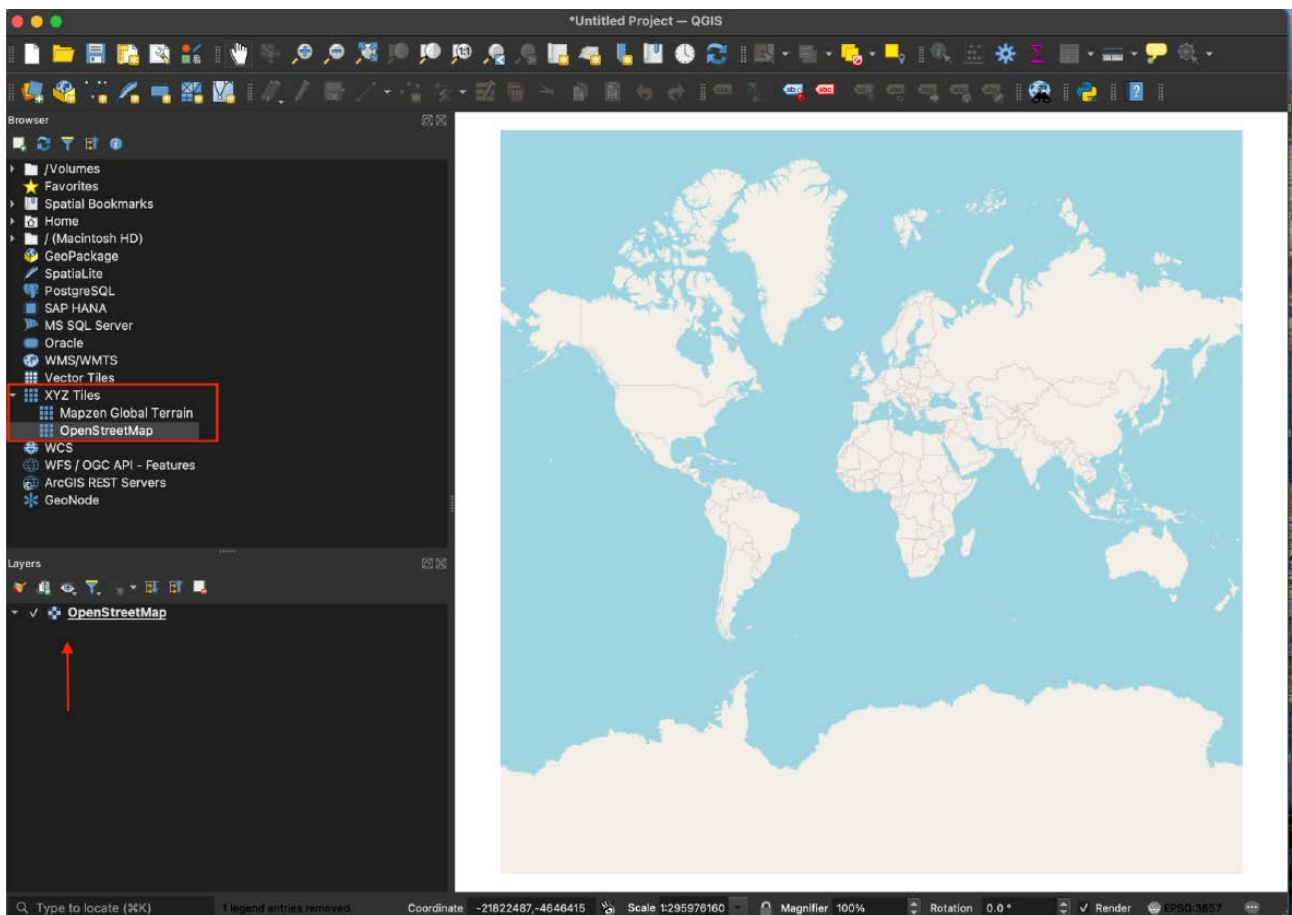 *Untitled Project — QGIS
Browser
/Volumes
Favorites
Spatial Bookmarks
Home
/ (Macintosh HD)
GeoPackage
SpatiaLite
PostgreSQL
SAP HANA
MS SQL Server
Oracle
WMS/WMTS
Vector Tiles
XYZ Tiles
Mapzen Global Terrain
OpenStreetMap
WCS
WFS / OGC API - Features
ArcGIS REST Servers
GeoNode
Layers
OpenStreetMap
Type to locate (⌘K) 1 legend entries removed. Coordinate -21822487,-4646415 Scale 1:295976160 Magnifier 100% Rotation 0.0 ° Render EPSG:3857